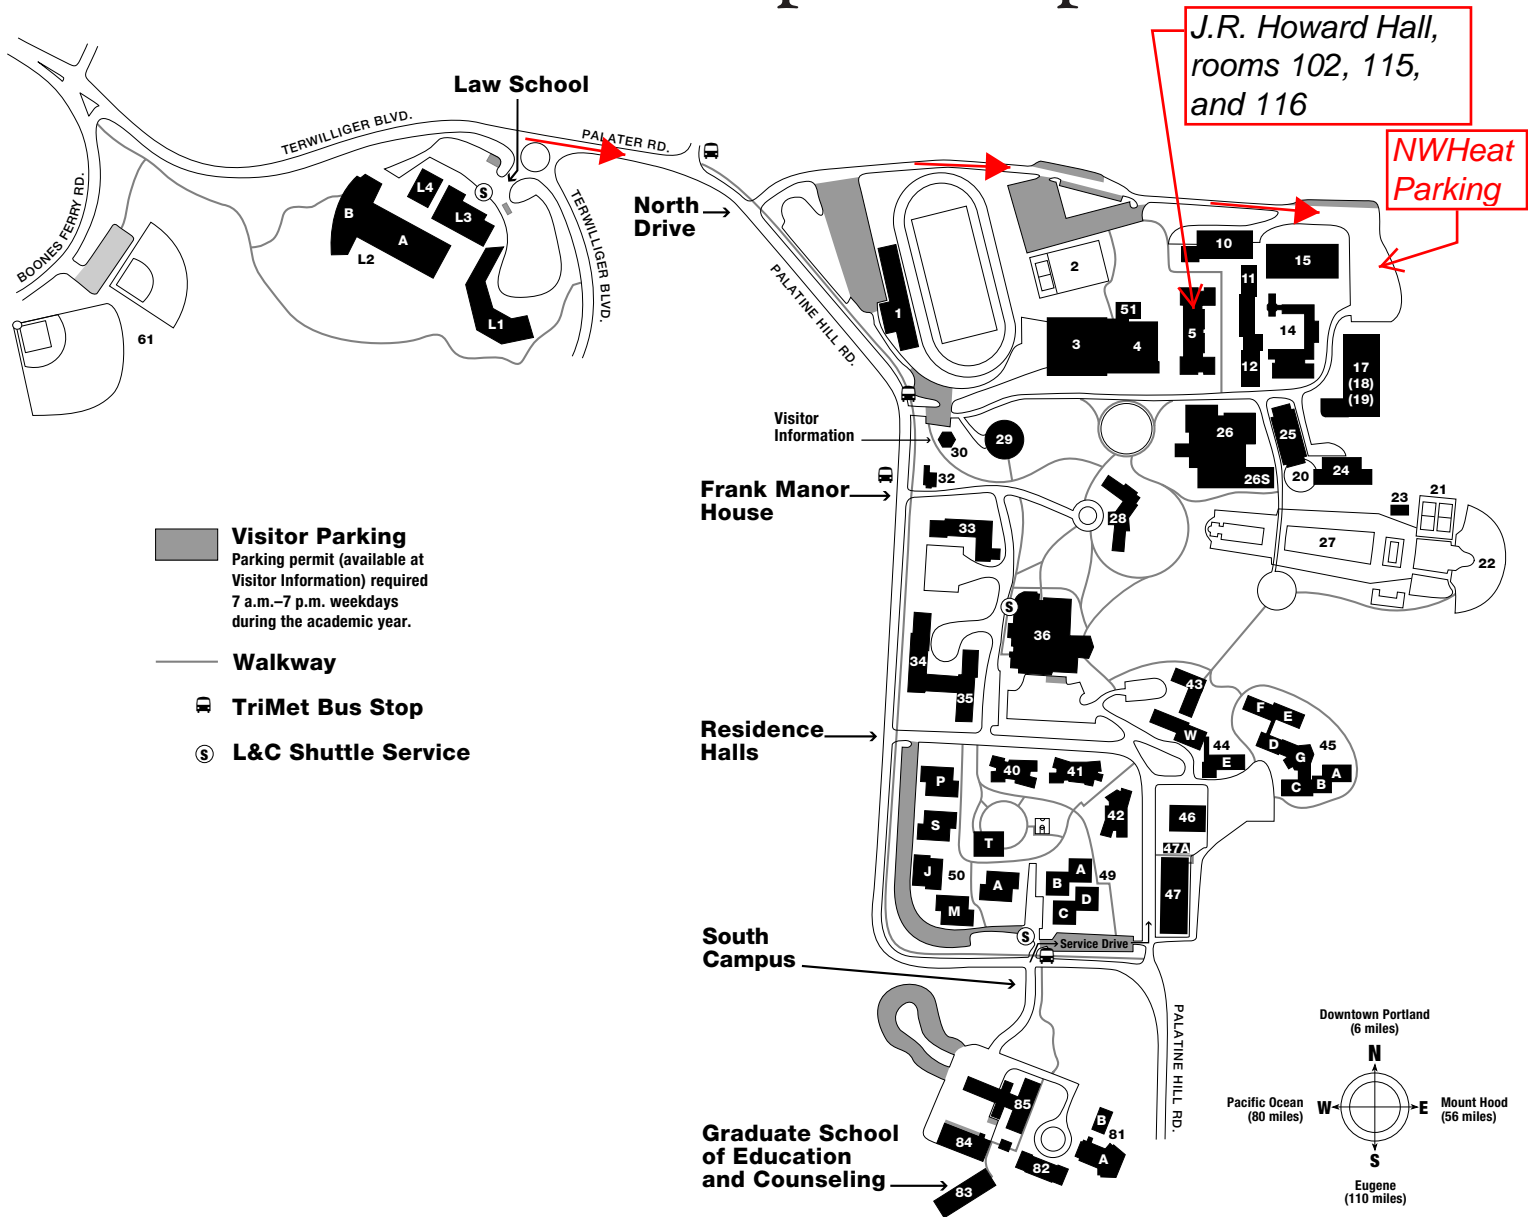 J.R. Howard Hall,
rooms 102, 115,
and 116
NWHeat
Parking
Law School
TERWILLIGER BLVD.
PALATER RD.
BOONES FERRY RD.
TERWILLIGER BLVD.
North
Drive
PALATINE HILL RD.
B
A
L2
L4
L3
L1
61
1
2
3
4
51
5
10
11
12
15
14
17
(18)
(19)
Visitor
Information
30
29
32
26
26S
25
20
24
23
21
22
27
28
Frank Manor
House
33
34
35
36
Visitor Parking
Parking permit (available at
Visitor Information) required
7 a.m.–7 p.m. weekdays
during the academic year.
Walkway
TriMet Bus Stop
S L&C Shuttle Service
S
S
Residence
Halls
43
W
44
E
F
E
D
G
45
A
B
C
40
41
42
46
47A
47
P
S
T
J
50
A
M
A
B
49
D
C
S
Service Drive
South
Campus
PALATINE HILL RD.
85
84
83
82
B
81
A
Graduate School
of Education
and Counseling
Downtown Portland
(6 miles)
N
Pacific Ocean
(80 miles)
W
E
Mount Hood
(56 miles)
S
Eugene
(110 miles)